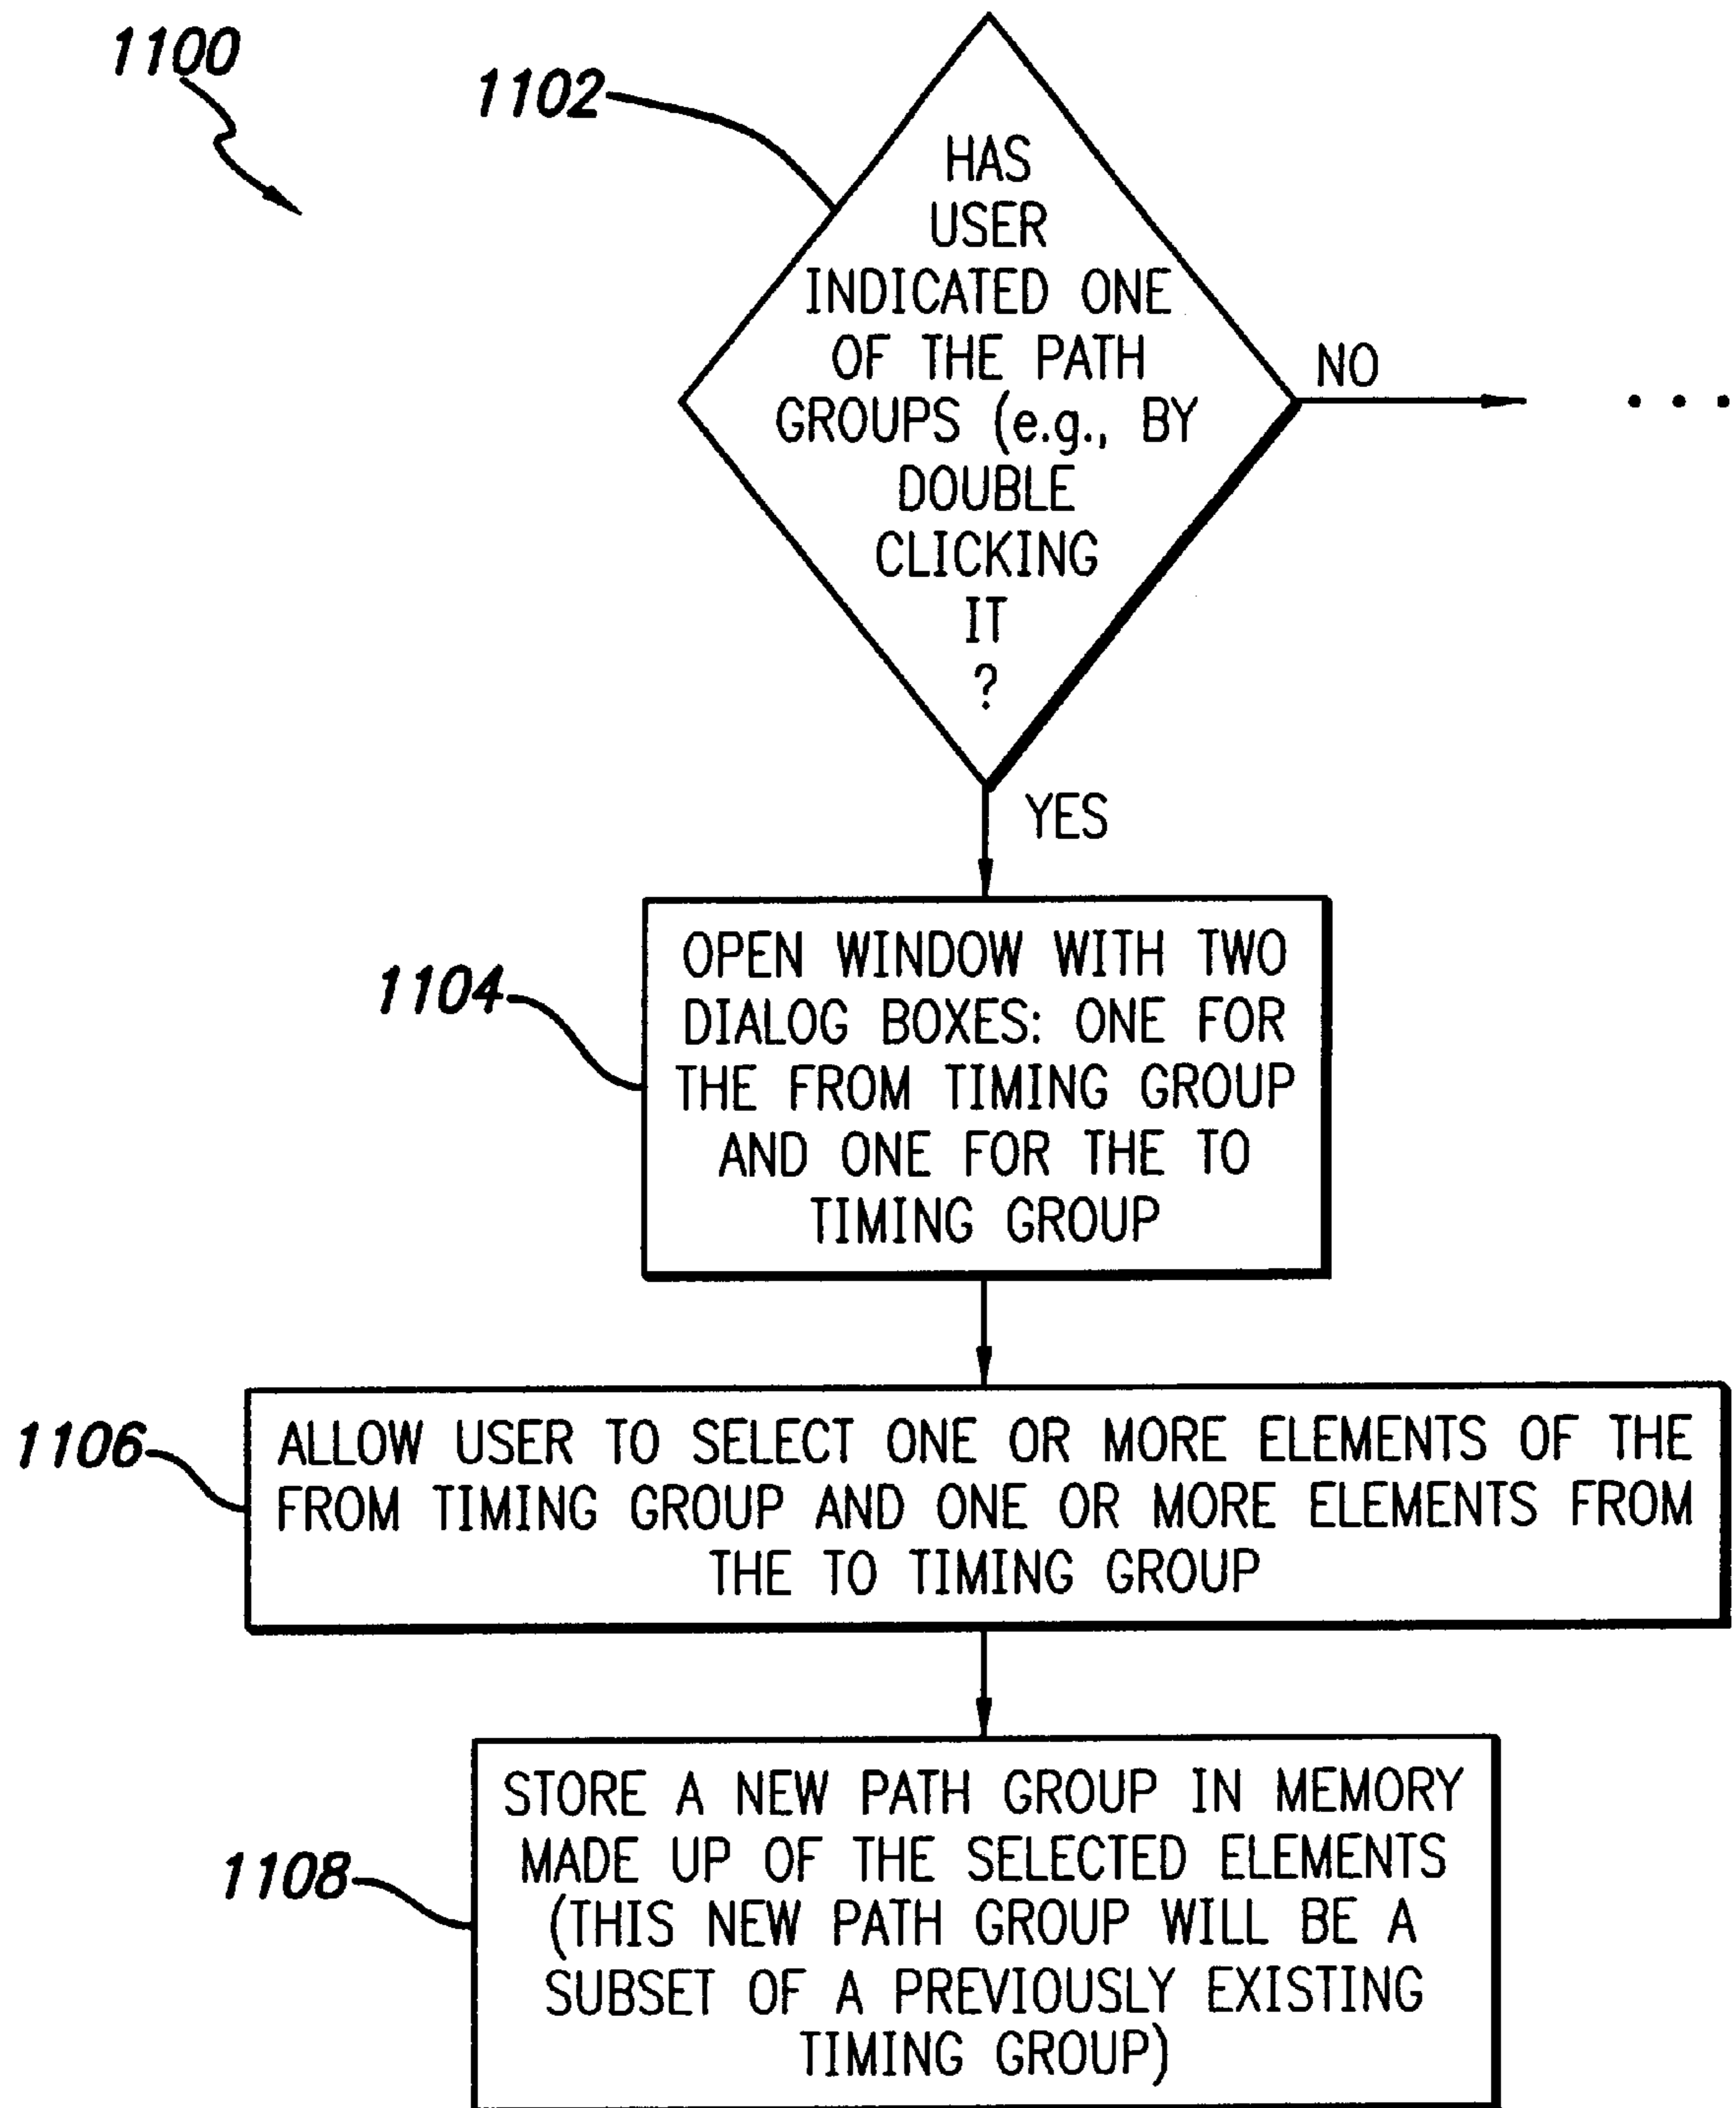 1100
1102
HAS
USER
INDICATED ONE
OF THE PATH
GROUPS (e.g., BY
DOUBLE
CLICKING
IT
?
NO
. . .
YES
1104
OPEN WINDOW WITH TWO
DIALOG BOXES: ONE FOR
THE FROM TIMING GROUP
AND ONE FOR THE TO
TIMING GROUP
1106
ALLOW USER TO SELECT ONE OR MORE ELEMENTS OF THE
FROM TIMING GROUP AND ONE OR MORE ELEMENTS FROM
THE TO TIMING GROUP
1108
STORE A NEW PATH GROUP IN MEMORY
MADE UP OF THE SELECTED ELEMENTS
(THIS NEW PATH GROUP WILL BE A
SUBSET OF A PREVIOUSLY EXISTING
TIMING GROUP)